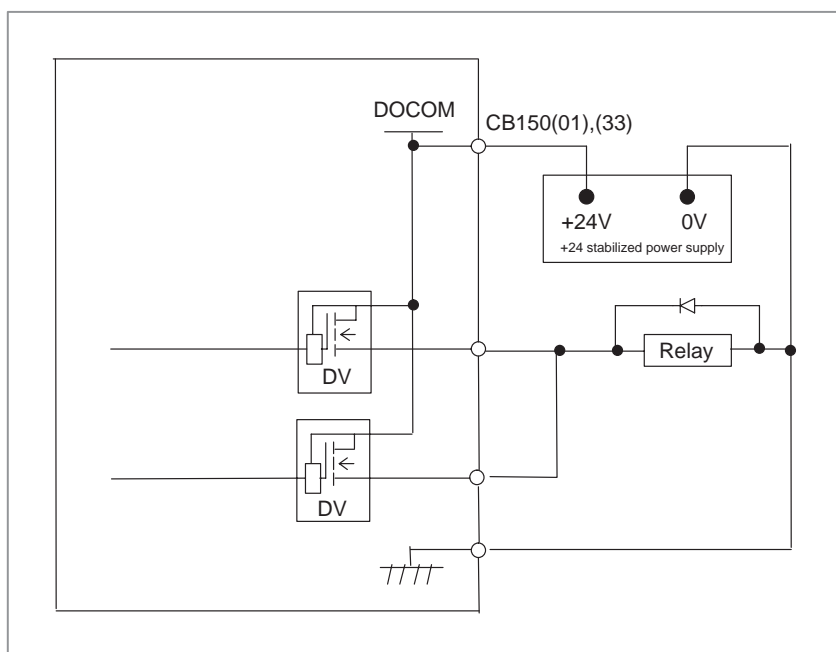 DOCOM
CB150(01),(33)
+24V 0V
+24 stabilized power supply
DV
Relay
DV